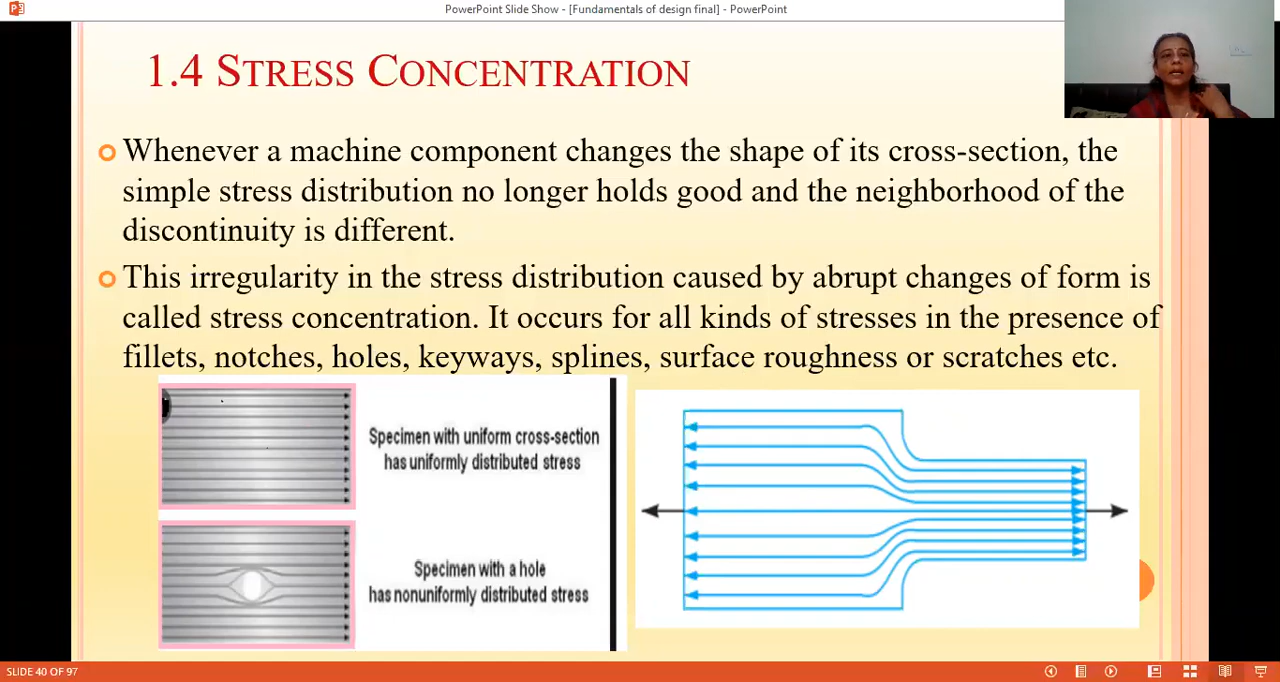 PowerPoint Slide Show - [Fundamentals of design final] - PowerPoint
1.4 STRESS CONCENTRATION
Whenever a machine component changes the shape of its cross-section, the
simple stress distribution no longer holds good and the neighborhood of the
discontinuity is different.
This irregularity in the stress distribution caused by abrupt changes of form is
called stress concentration. It occurs for all kinds of stresses in the presence of
fillets, notches, holes, keyways, splines, surface roughness or scratches etc.
Specimen with uniform cross-section
has uniformly distributed stress
Specimen with a hole
has nonuniformly distributed stress
SLIDE 40 OF 97